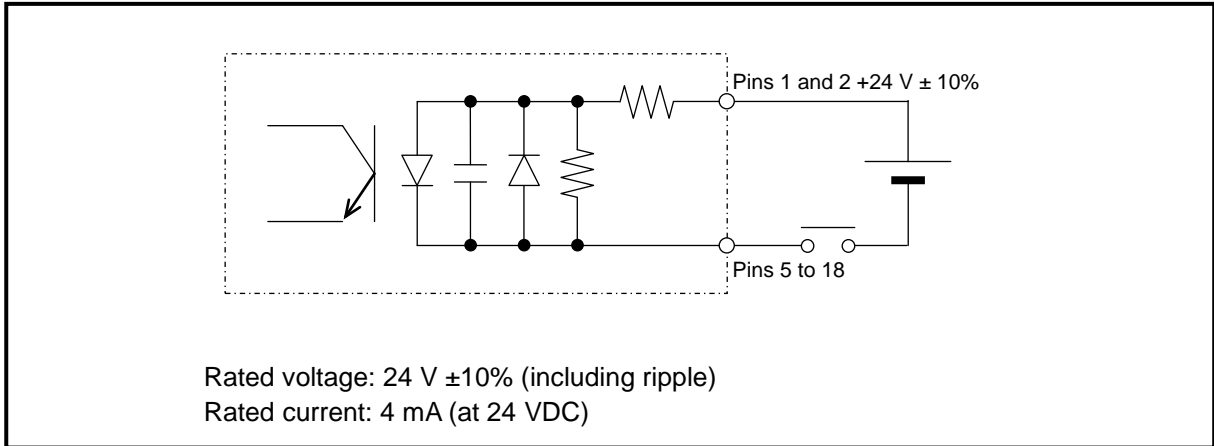 Pins 1 and 2 +24 V ± 10%
Pins 5 to 18
Rated voltage: 24 V ±10% (including ripple)
Rated current: 4 mA (at 24 VDC)